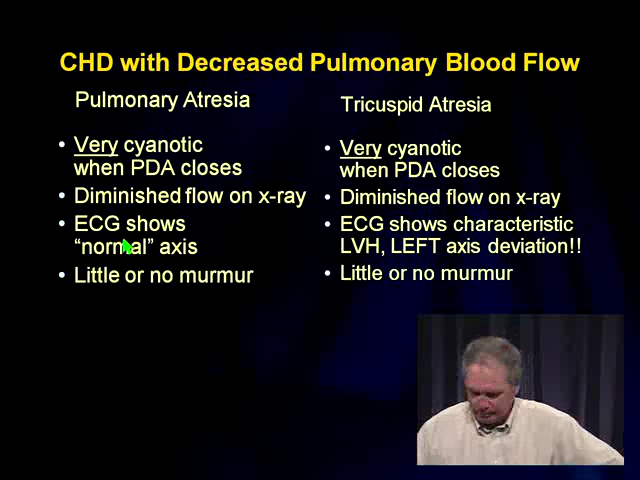 CHD with Decreased Pulmonary Blood Flow
Pulmonary Atresia
• Very cyanotic
when PDA closes
• Diminished flow on x-ray
• ECG shows
“normal” axis
• Little or no murmur
Tricuspid Atresia
• Very cyanotic
when PDA closes
• Diminished flow on x-ray
• ECG shows characteristic
LVH, LEFT axis deviation!!
• Little or no murmur